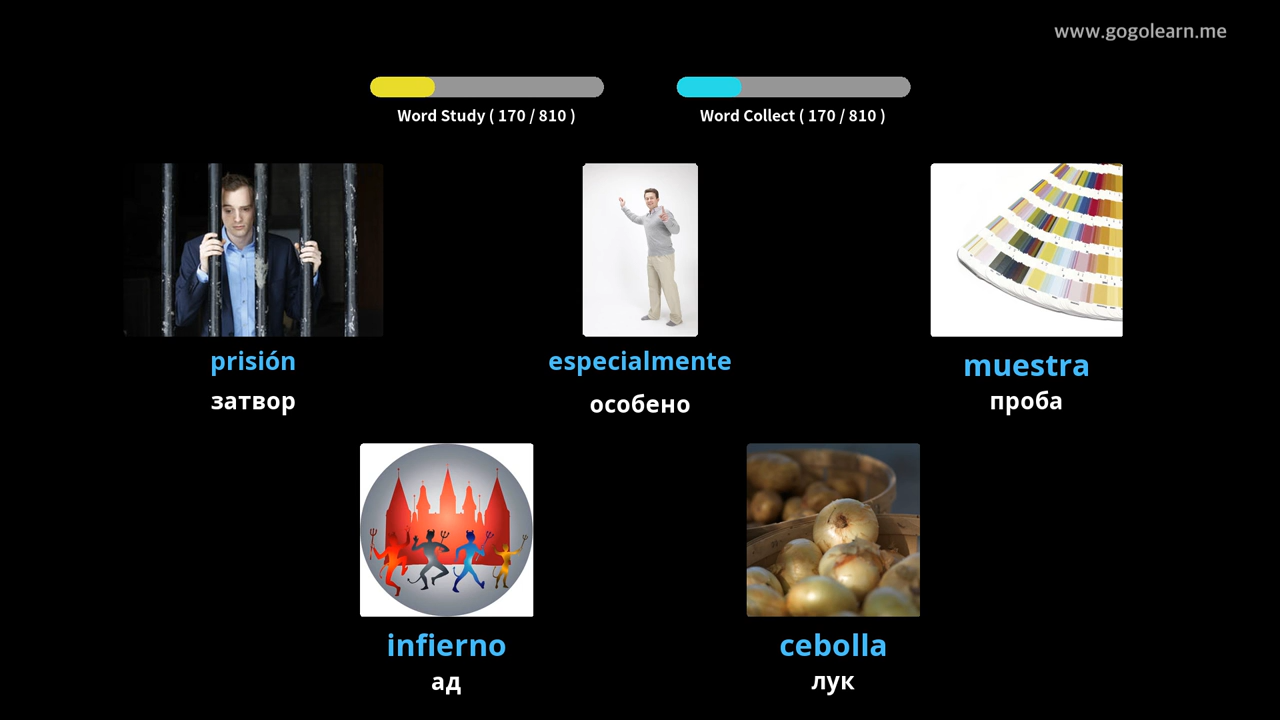 www.gogolearn.me
Word Study ( 170 / 810 )
Word Collect ( 170 / 810 )
prisión
затвор
especialmente
особено
muestra
проба
infierno
ад
cebolla
лук